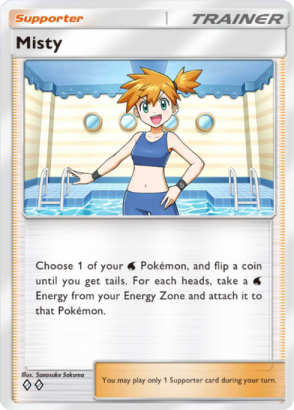 Supporter
TRAINER
Misty
Choose 1 of your Pokémon, and flip a coin
until you get tails. For each heads, take a
Energy from your Energy Zone and attach it to
that Pokémon.
Illus. Sanosuke Sakuma
You may play only 1 Supporter card during your turn.